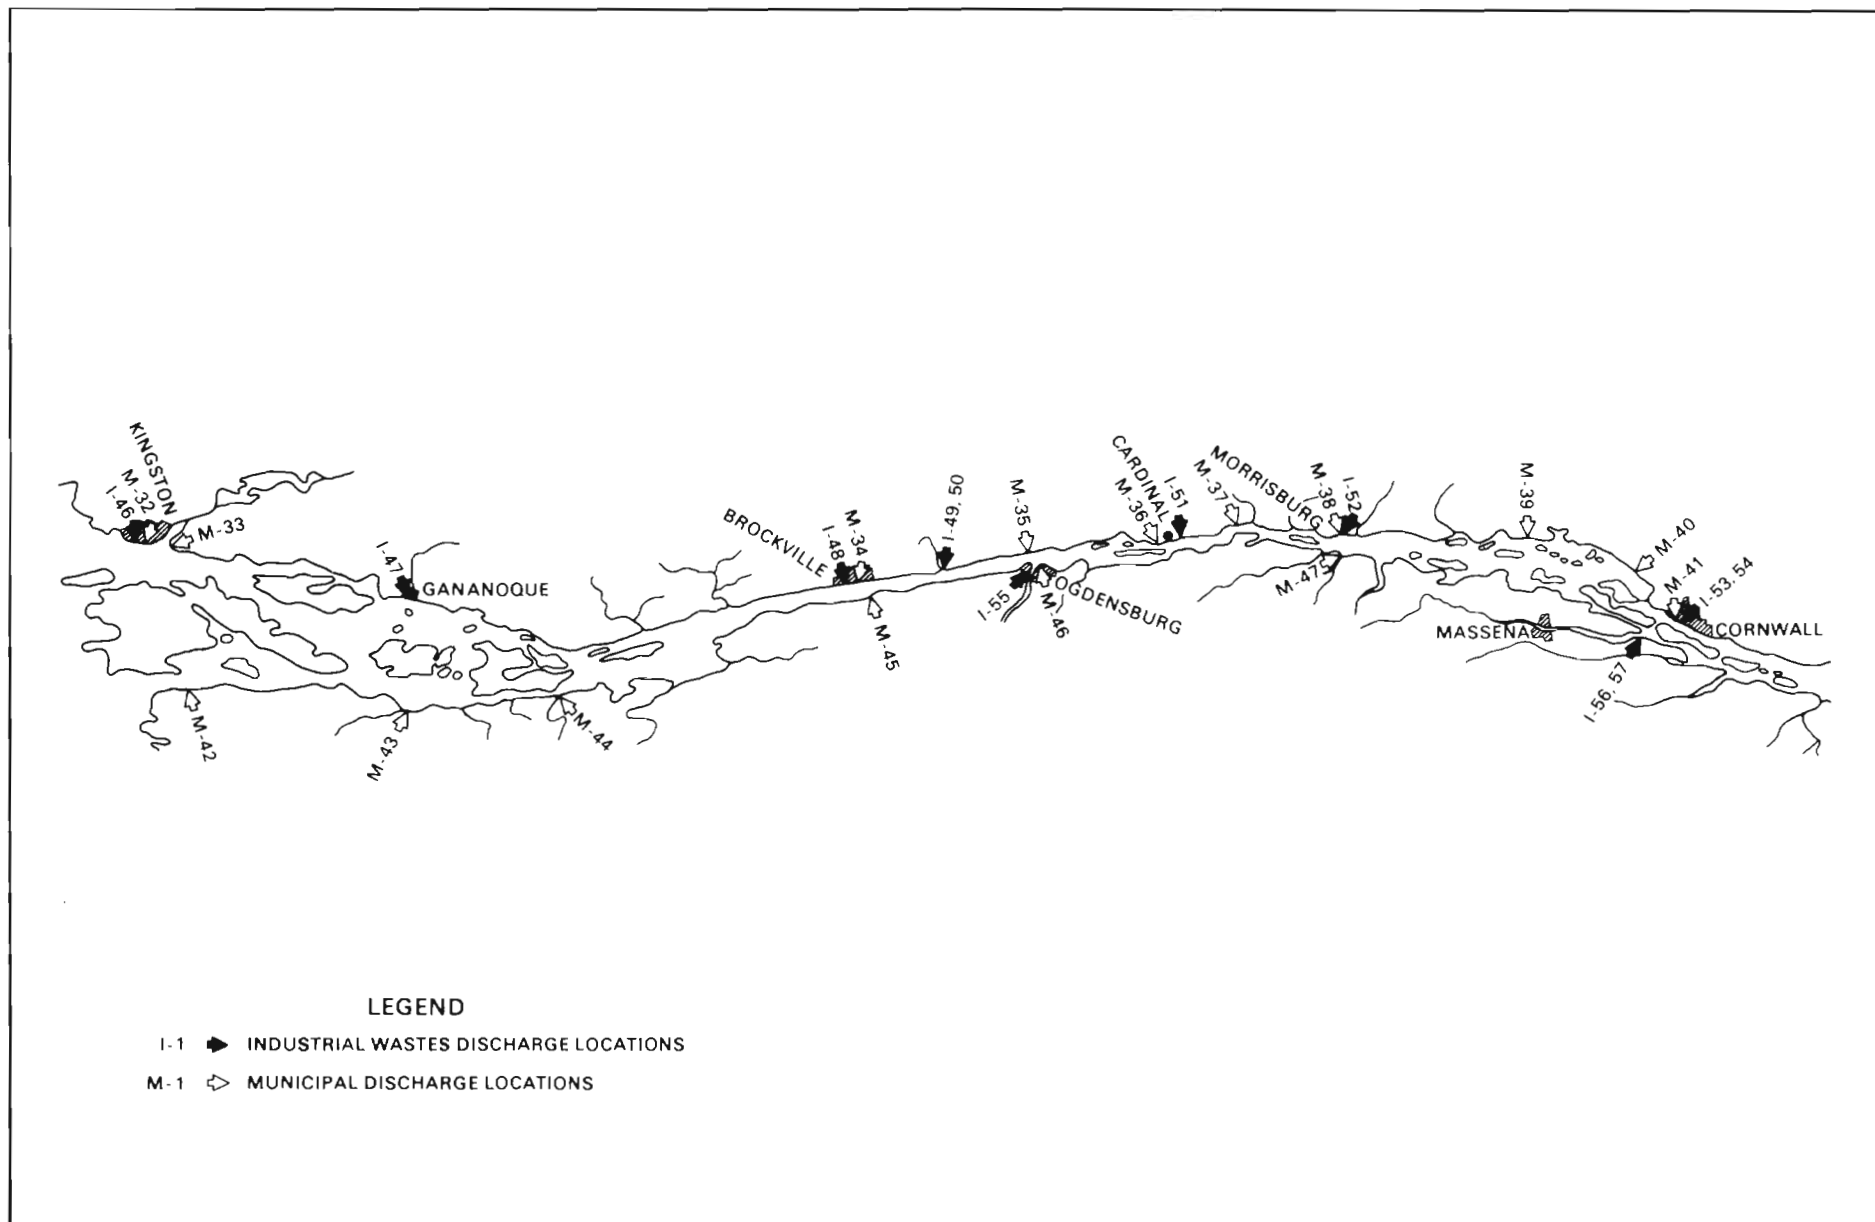 KINGSTON
M-32
I-46
M-33
I-47
GANANOQUE
BROCKVILLE
M-34
I-48
I-49, 50
M-35
CARDINAL
M-36
I-51
M-37
MORRISBURG
M-38
I-52
M-39
M-40
M-41
I-53, 54
CORNWALL
MASSENA
I-56, 57
M-47
OGDENSBURG
I-55
M-46
M-45
M-44
M-43
M-42
LEGEND
I-1 INDUSTRIAL WASTES DISCHARGE LOCATIONS
M-1 MUNICIPAL DISCHARGE LOCATIONS